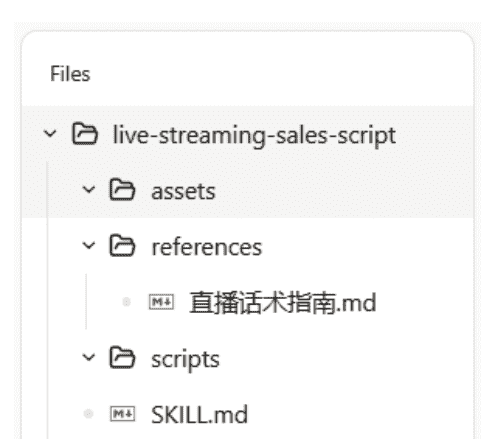 Files
live-streaming-sales-script
assets
references
M↓ 直播话术指南.md
scripts
M↓ SKILL.md